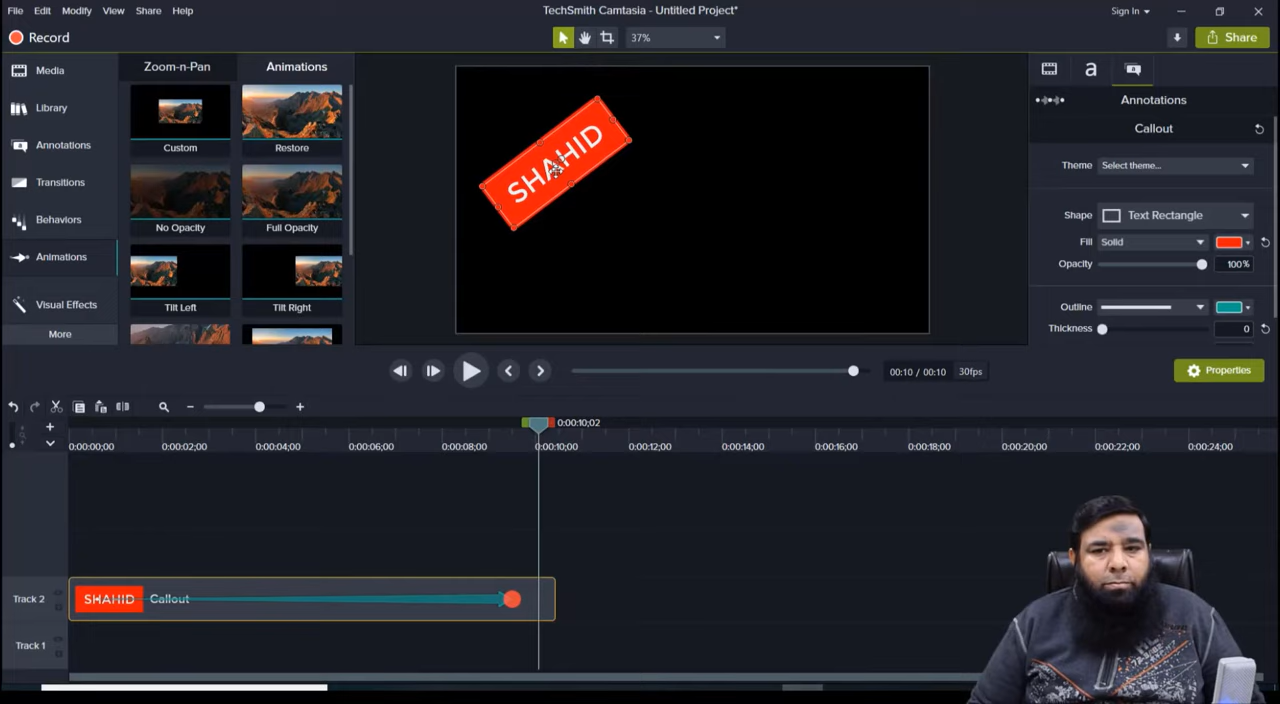 File Edit Modify View Share Help
TechSmith Camtasia - Untitled Project*
Sign In
Record
37%
Share
Media
Library
Annotations
Transitions
Behaviors
Animations
Visual Effects
More
Zoom-n-Pan
Animations
Custom
Restore
No Opacity
Full Opacity
Tilt Left
Tilt Right
SHAHID
a
Annotations
Callout
Theme Select theme...
Shape Text Rectangle
Fill Solid
Opacity 100%
Outline
Thickness 0
00:10 / 00:10 30fps
Properties
0:00:10;02
0:00:00;00 0:00:02;00 0:00:04;00 0:00:06;00 0:00:08;00 0:00:10;00 0:00:12;00 0:00:14;00 0:00:16;00 0:00:18;00 0:00:20;00 0:00:22;00 0:00:24;00
Track 2
SHAHID Callout
Track 1